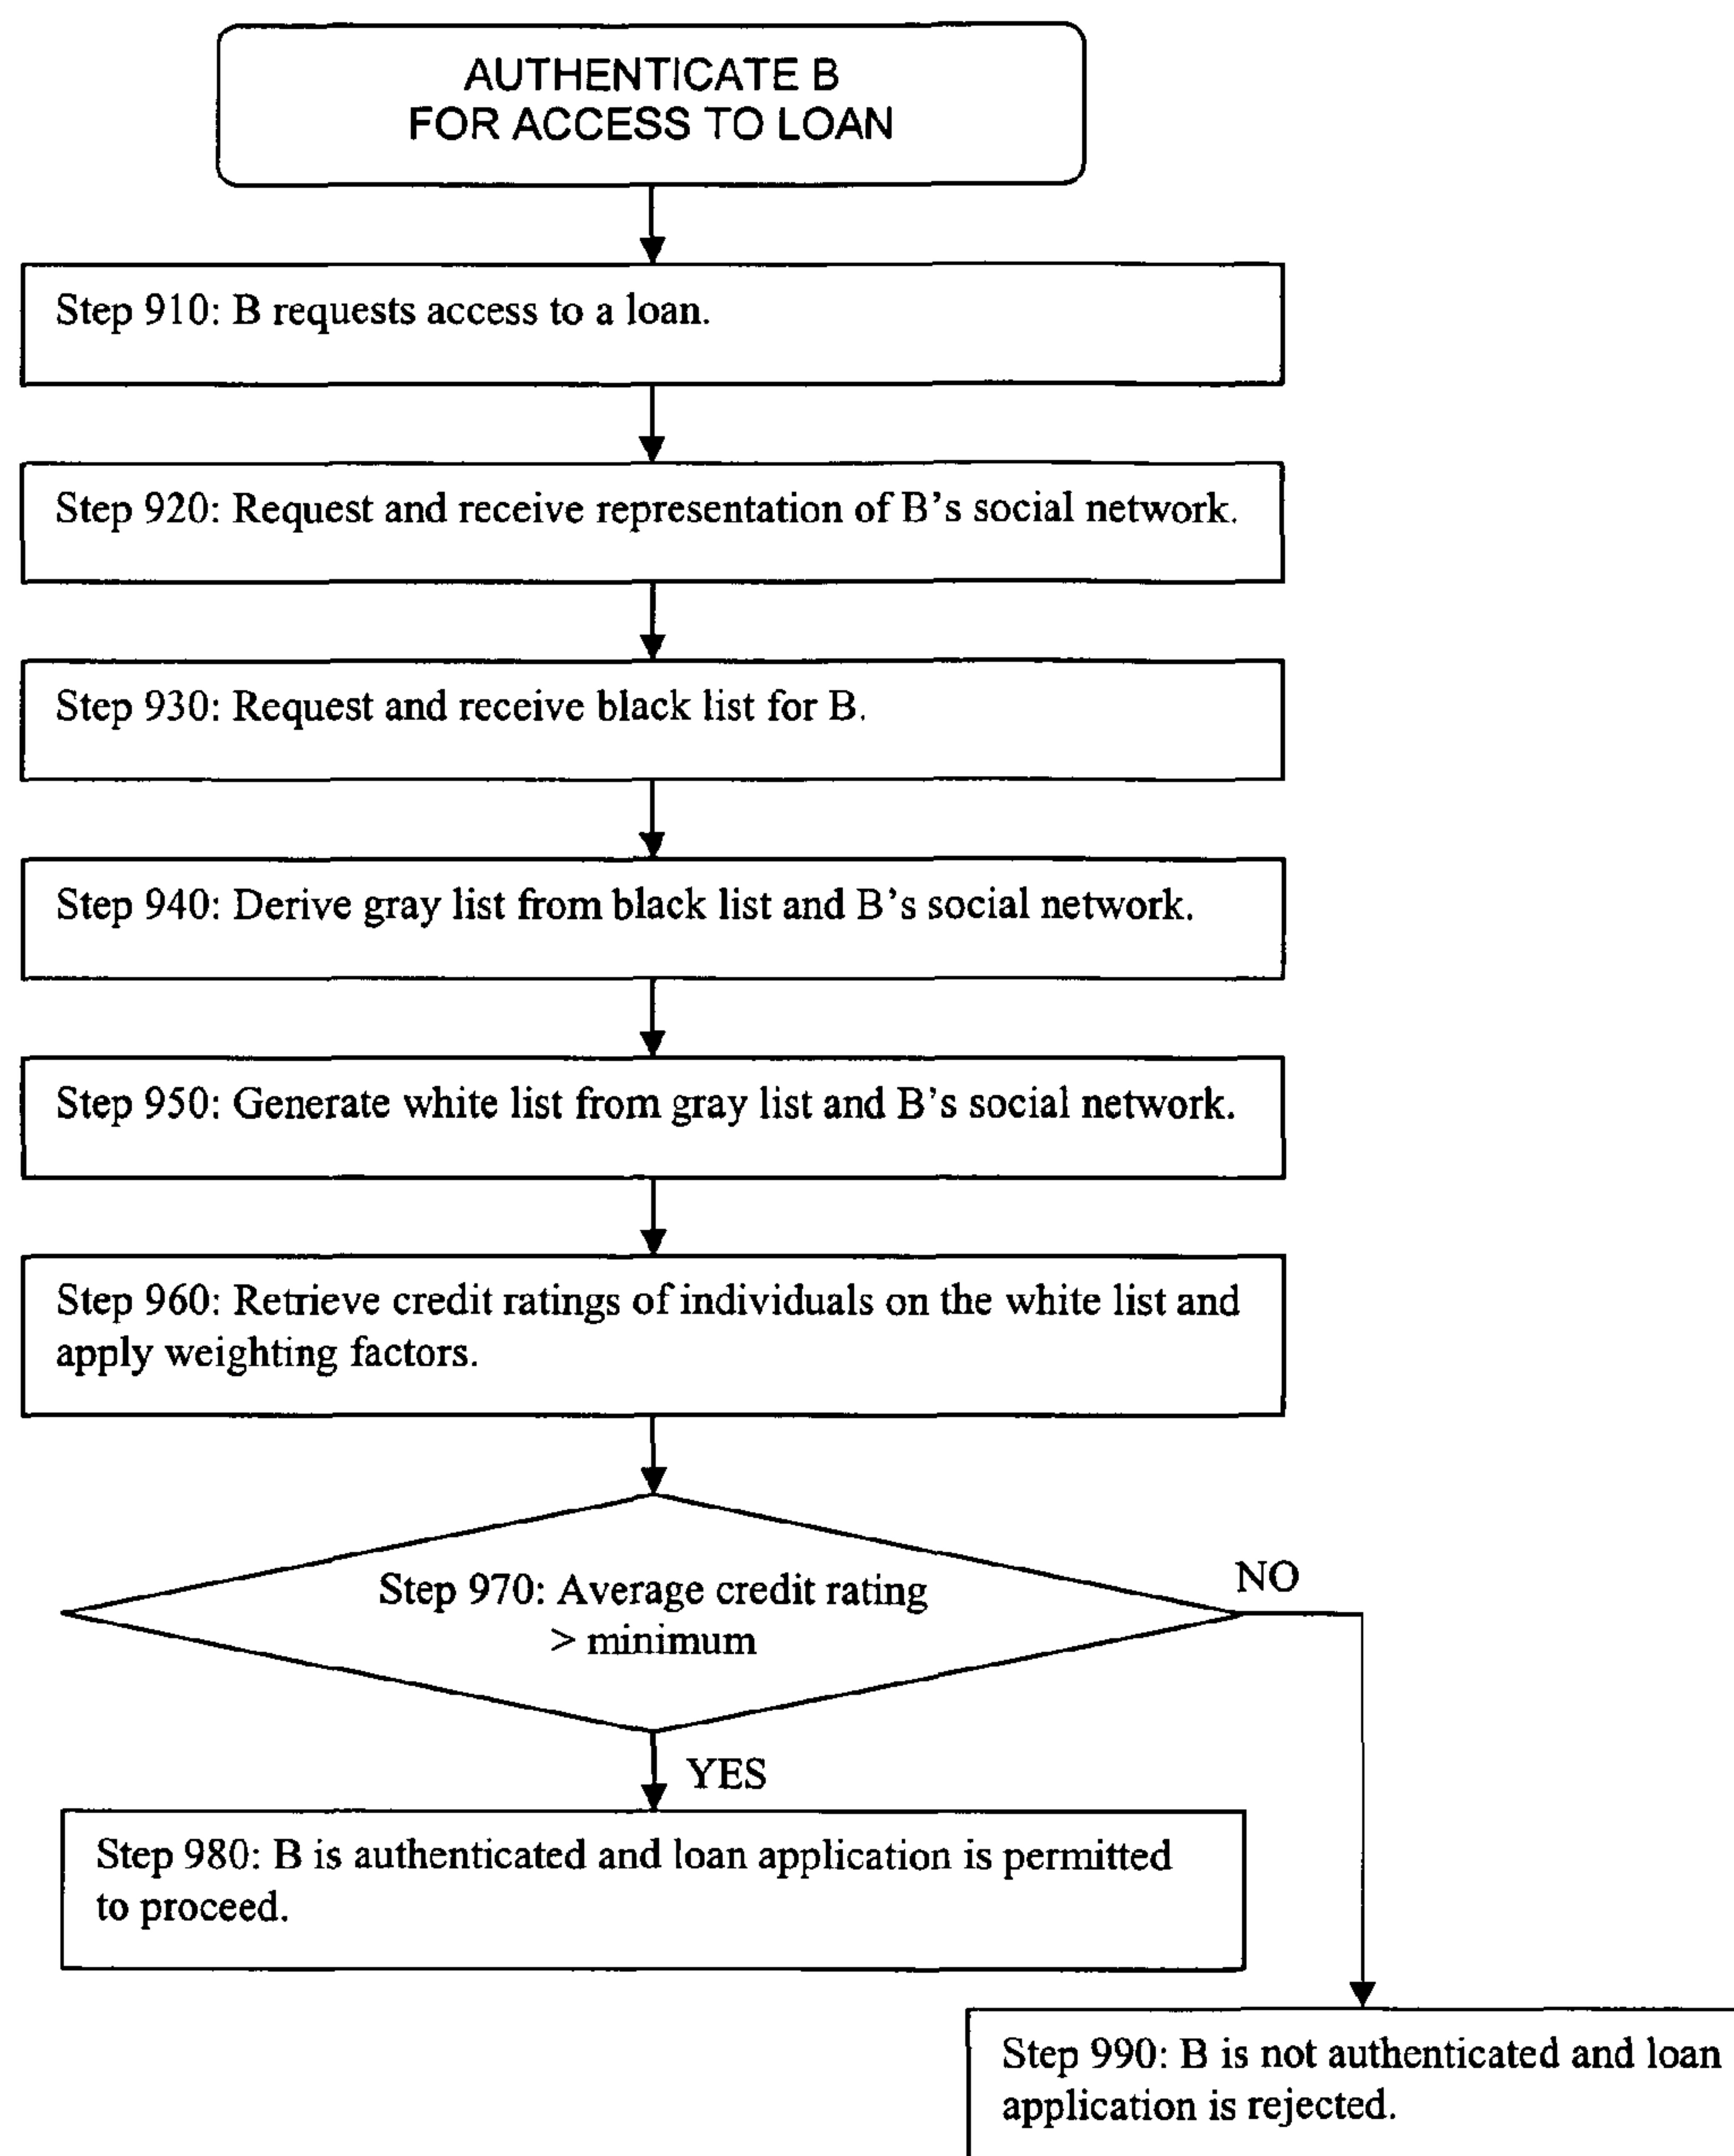 AUTHENTICATE B
FOR ACCESS TO LOAN
Step 910: B requests access to a loan.
Step 920: Request and receive representation of B's social network.
Step 930: Request and receive black list for B.
Step 940: Derive gray list from black list and B's social network.
Step 950: Generate white list from gray list and B's social network.
Step 960: Retrieve credit ratings of individuals on the white list and
apply weighting factors.
Step 970: Average credit rating
> minimum
NO
YES
Step 980: B is authenticated and loan application is permitted
to proceed.
Step 990: B is not authenticated and loan
application is rejected.